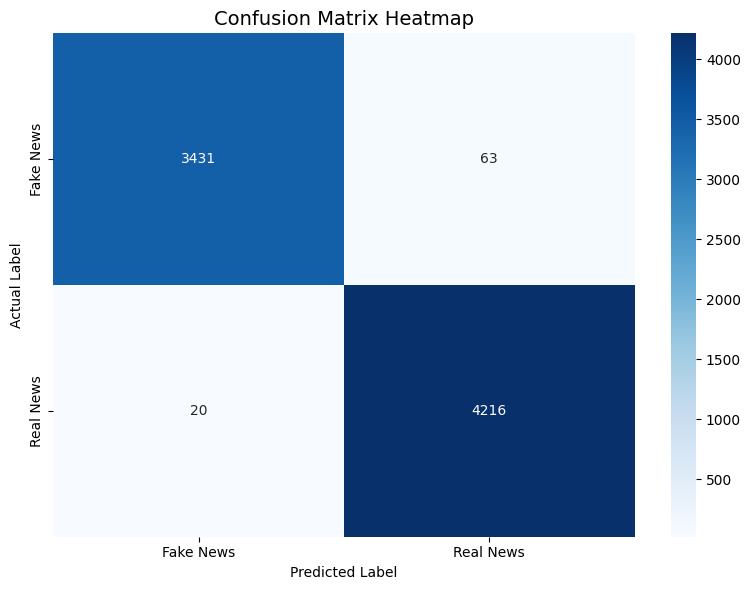 Confusion Matrix Heatmap
Fake News
3431
63
Real News
20
4216
Actual Label
Fake News
Real News
Predicted Label
4000
3500
3000
2500
2000
1500
1000
500